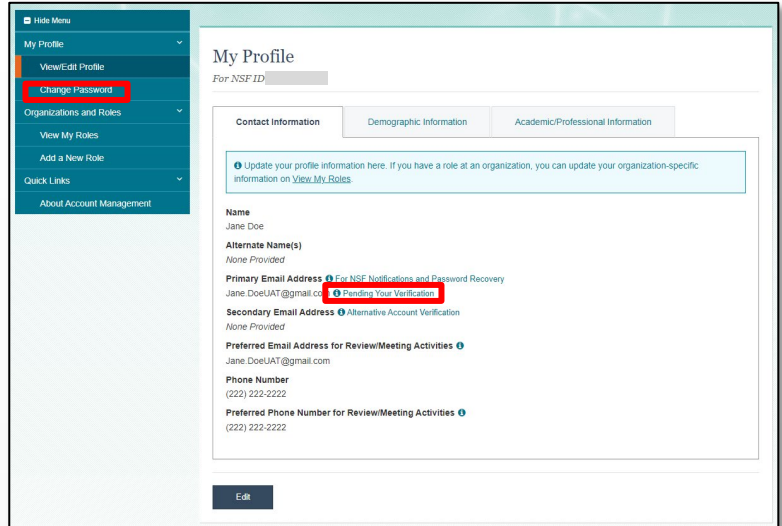 Hide Menu
My Profile
View/Edit Profile
Change Password
Organizations and Roles
View My Roles
Add a New Role
Quick Links
About Account Management
My Profile
For NSF ID
Contact Information
Demographic Information
Academic/Professional Information
Update your profile information here. If you have a role at an organization, you can update your organization-specific
information on View My Roles.
Name
Jane Doe
Alternate Name(s)
None Provided
Primary Email Address For NSF Notifications and Password Recovery
Jane.DoeUAT@gmail.com Pending Your Verification
Secondary Email Address Alternative Account Verification
None Provided
Preferred Email Address for Review/Meeting Activities
Jane.DoeUAT@gmail.com
Phone Number
(222) 222-2222
Preferred Phone Number for Review/Meeting Activities
(222) 222-2222
Edit